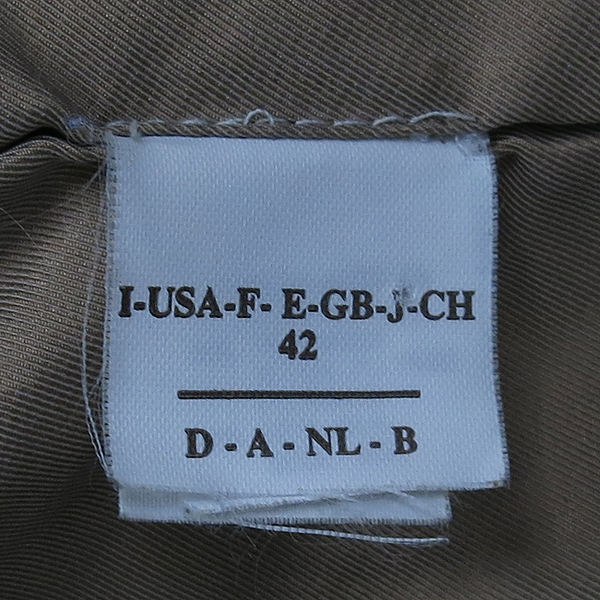 I-USA-F- E-GB-J-CH
42
D - A - NL - B